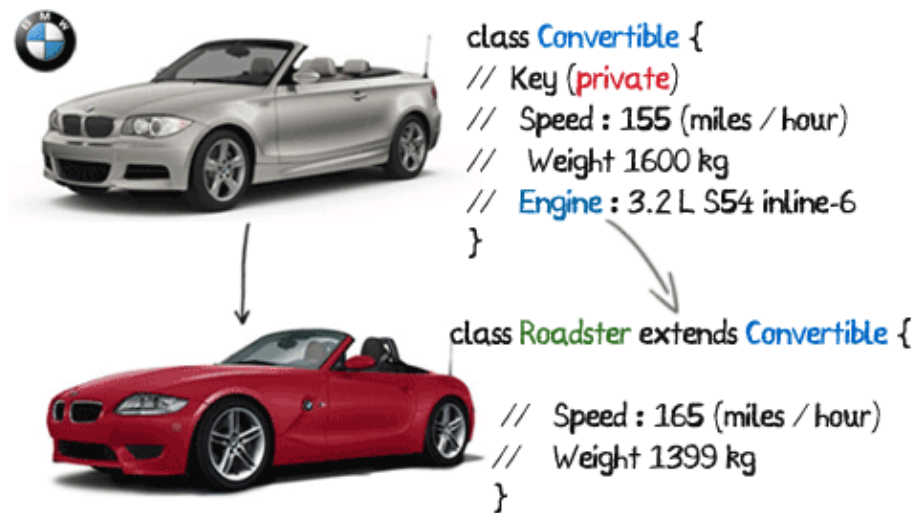 BMW
class Convertible {
// Key (private)
// Speed : 155 (miles / hour)
// Weight 1600 kg
// Engine : 3.2 L S54 inline-6
}
class Roadster extends Convertible {
// Speed : 165 (miles / hour)
// Weight 1399 kg
}